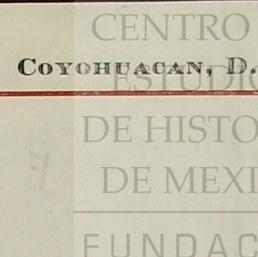 CENTRO
COYOHUACAN, D.
ESTUDIO
DE HISTO
DE MEXI
FUNDAC